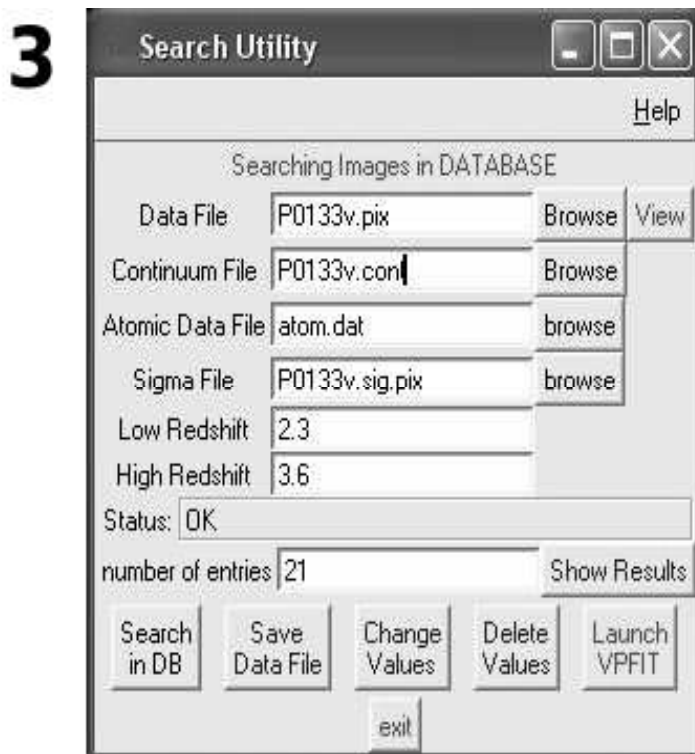 3
Search Utility
Help
Searching Images in DATABASE
Data File P0133v.pix Browse View
Continuum File P0133v.cont Browse
Atomic Data File atom.dat browse
Sigma File P0133v.sig.pix browse
Low Redshift 2.3
High Redshift 3.6
Status: OK
number of entries 21 Show Results
Search in DB
Save Data File
Change Values
Delete Values
Launch VPFIT
exit